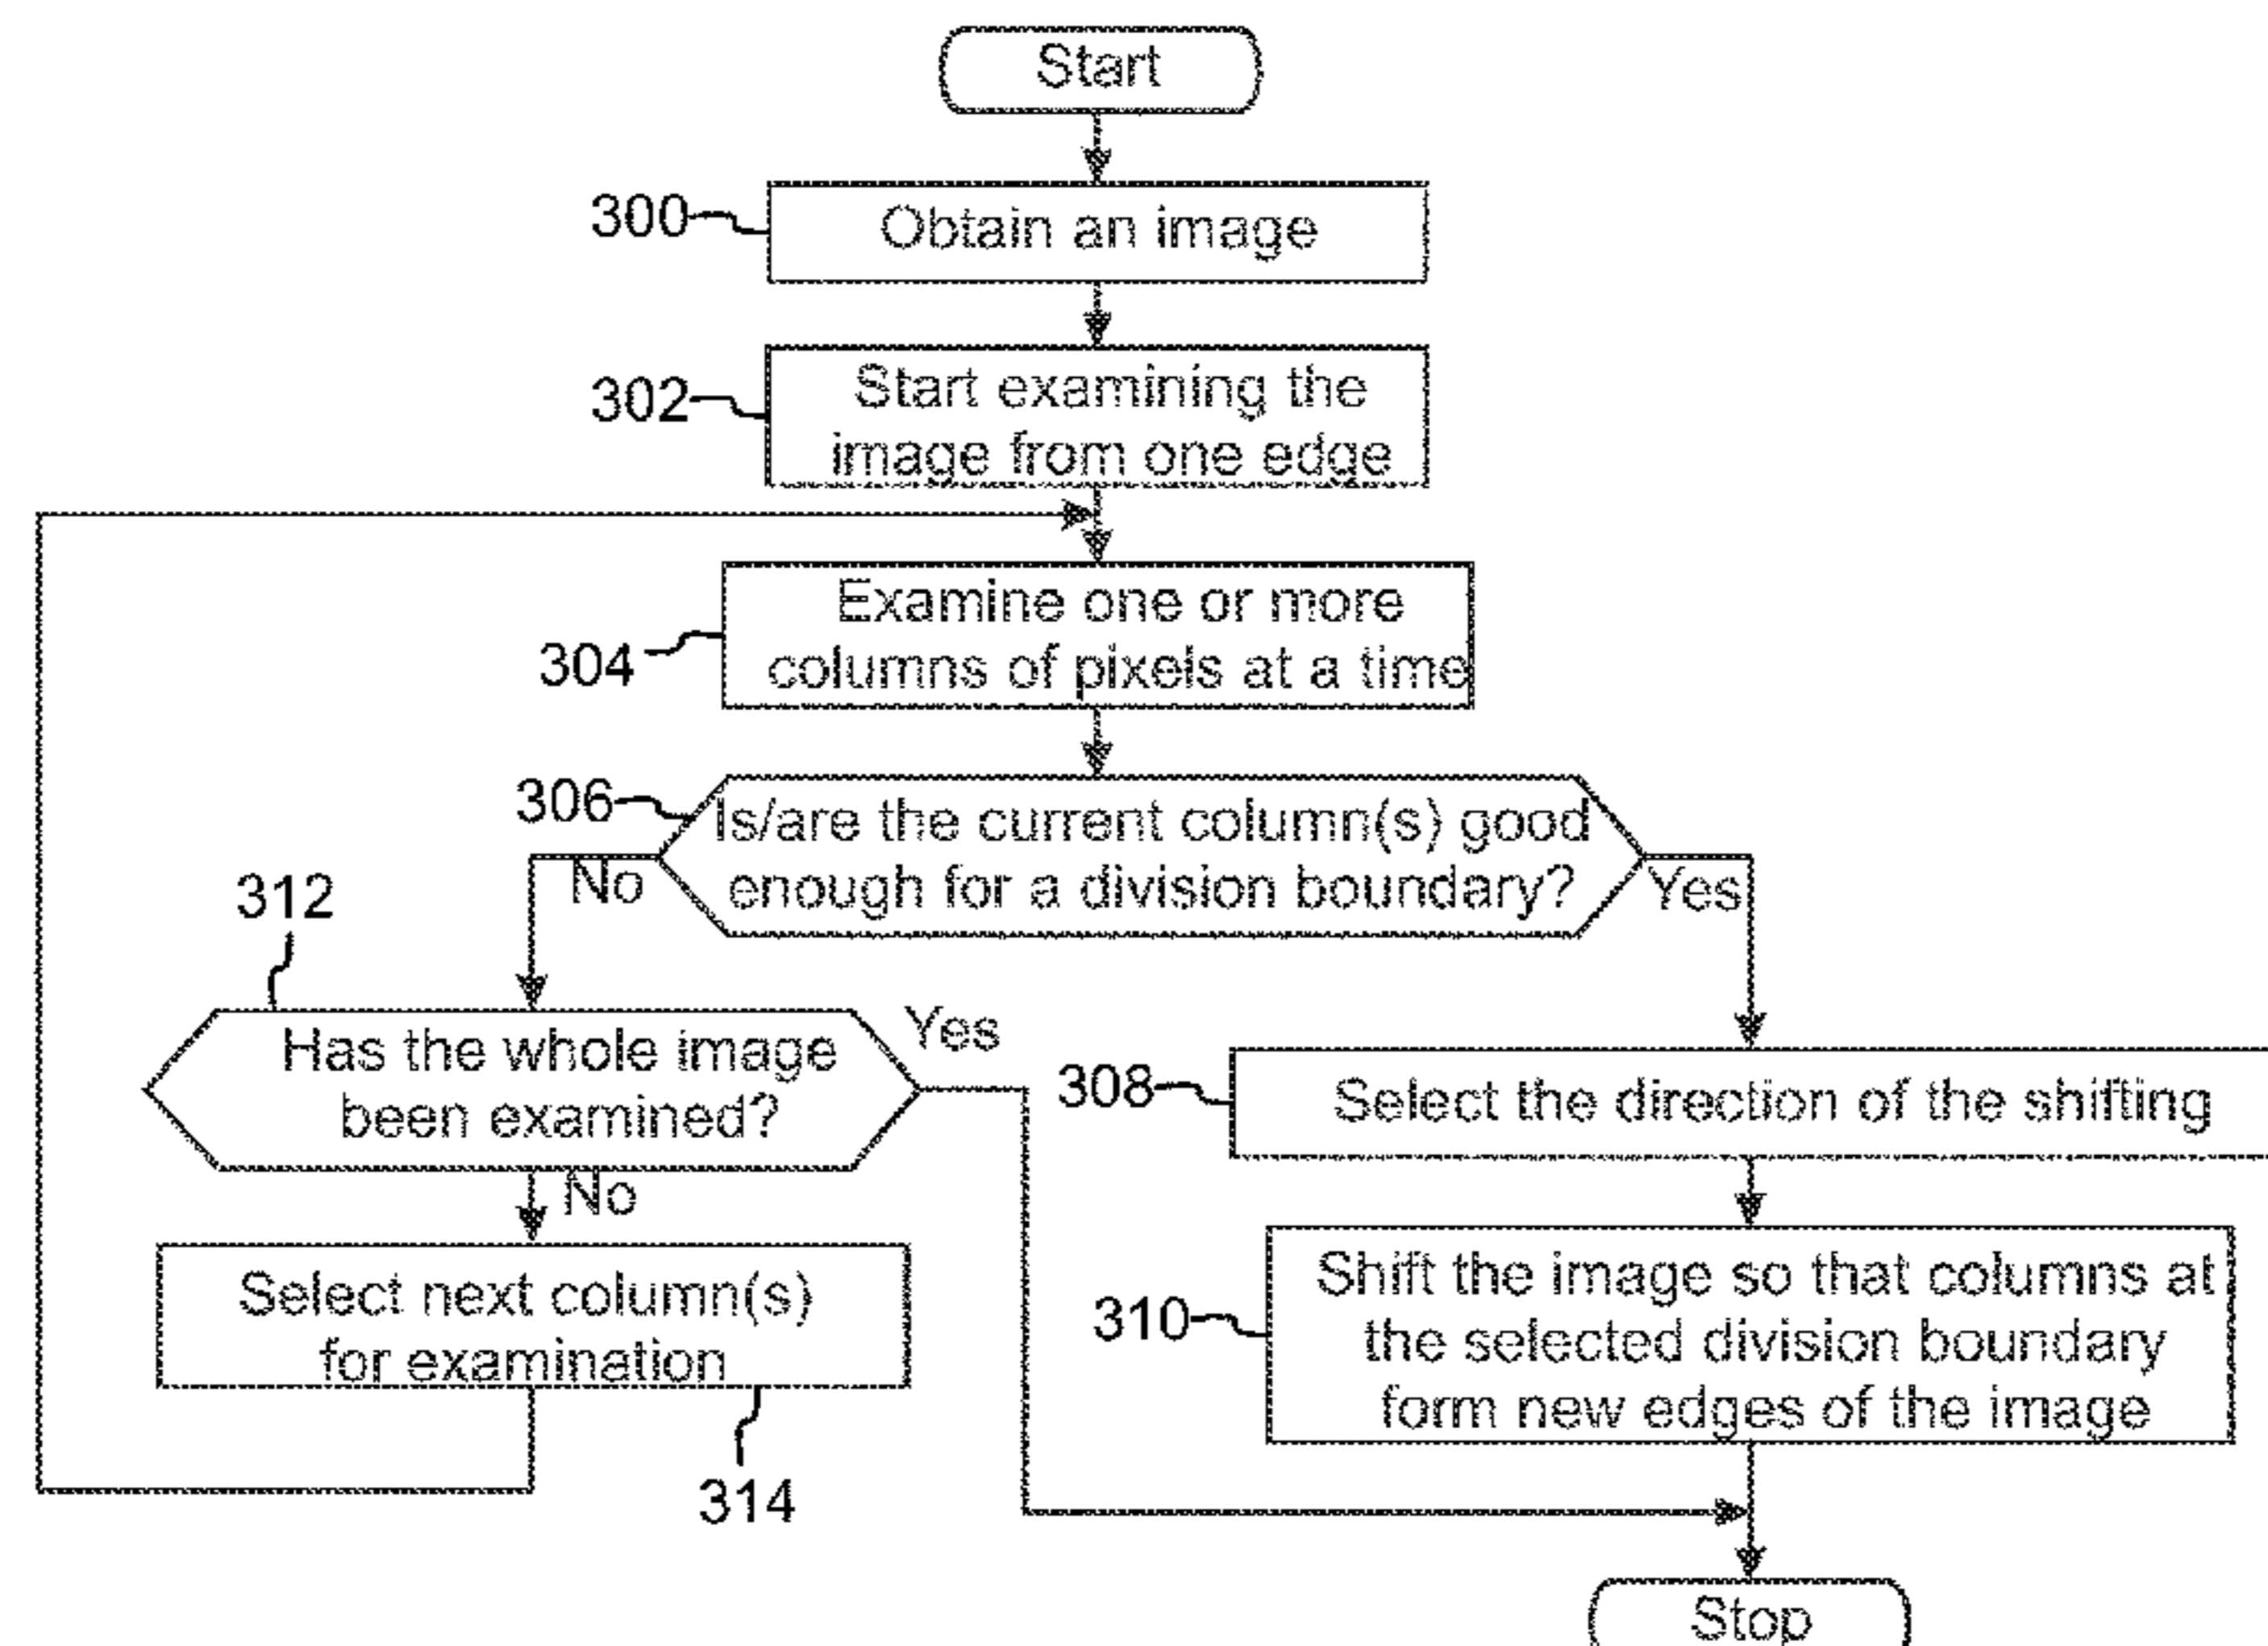 Start
300
Obtain an image
302
Start examining the
image from one edge
304
Examine one or more
columns of pixels at a time
306
Is/are the current column(s) good
enough for a division boundary?
No
Yes
312
Has the whole image
been examined?
Yes
No
308
Select the direction of the shifting
310
Shift the image so that columns at
the selected division boundary
form new edges of the image
Select next column(s)
for examination
314
Stop